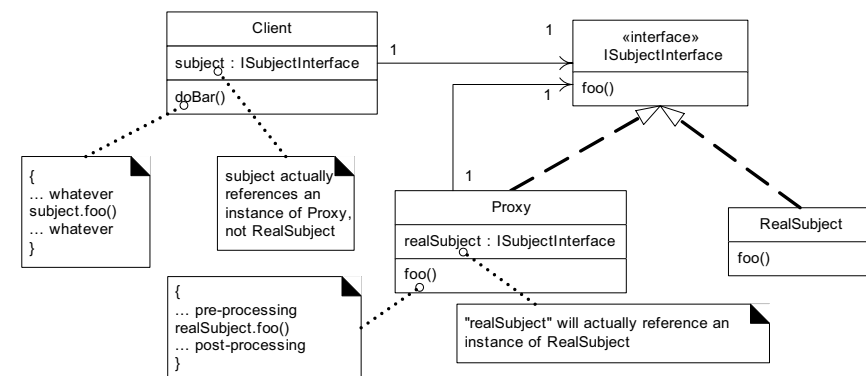 Client
subject : ISubjectInterface
doBar()
1
1
«interface»
ISubjectInterface
foo()
1
1
{
... whatever
subject.foo()
... whatever
}
subject actually
references an
instance of Proxy,
not RealSubject
Proxy
realSubject : ISubjectInterface
foo()
RealSubject
foo()
{
... pre-processing
realSubject.foo()
... post-processing
}
"realSubject" will actually reference an
instance of RealSubject